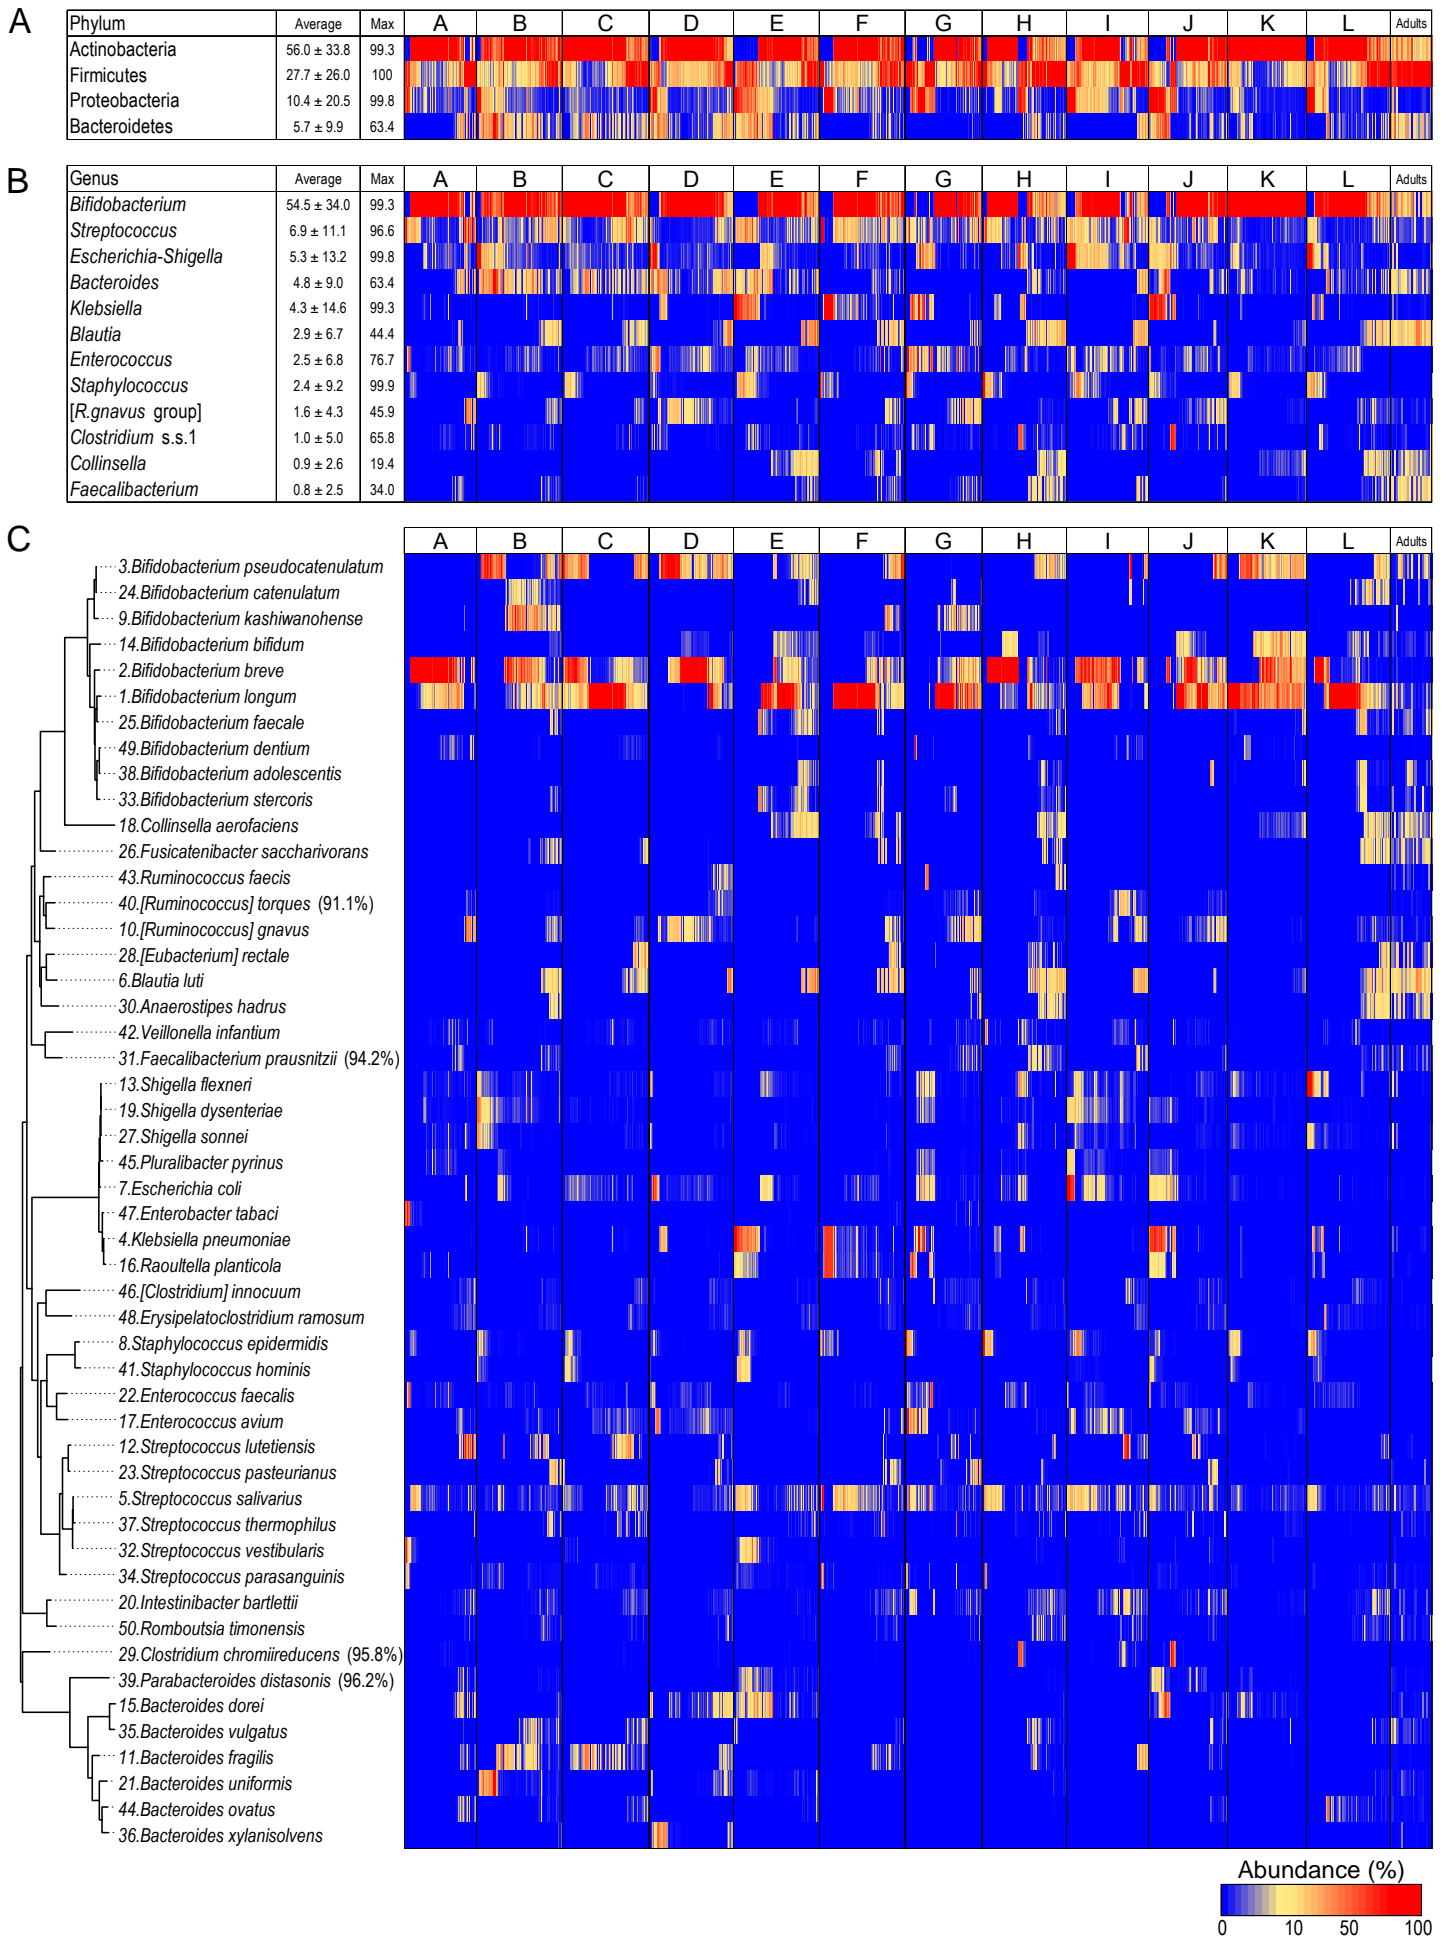 A
Phylum Average Max A B C D E F G H I J K L Adults
Actinobacteria 56.0 ± 33.8 99.3
Firmicutes 27.7 ± 26.0 100
Proteobacteria 10.4 ± 20.5 99.8
Bacteroidetes 5.7 ± 9.9 63.4
B
Genus Average Max A B C D E F G H I J K L Adults
Bifidobacterium 54.5 ± 34.0 99.3
Streptococcus 6.9 ± 11.1 96.6
Escherichia-Shigella 5.3 ± 13.2 99.8
Bacteroides 4.8 ± 9.0 63.4
Klebsiella 4.3 ± 14.6 99.3
Blautia 2.9 ± 6.7 44.4
Enterococcus 2.5 ± 6.8 76.7
Staphylococcus 2.4 ± 9.2 99.9
[R.gnavus group] 1.6 ± 4.3 45.9
Clostridium s.s.1 1.0 ± 5.0 65.8
Collinsella 0.9 ± 2.6 19.4
Faecalibacterium 0.8 ± 2.5 34.0
C
A B C D E F G H I J K L Adults
3.Bifidobacterium pseudocatenulatum
24.Bifidobacterium catenulatum
9.Bifidobacterium kashiwanohense
14.Bifidobacterium bifidum
2.Bifidobacterium breve
1.Bifidobacterium longum
25.Bifidobacterium faecale
49.Bifidobacterium dentium
38.Bifidobacterium adolescentis
33.Bifidobacterium stercoris
18.Collinsella aerofaciens
26.Fusicatenibacter saccharivorans
43.Ruminococcus faecis
40.[Ruminococcus] torques (91.1%)
10.[Ruminococcus] gnavus
28.[Eubacterium] rectale
6.Blautia luti
30.Anaerostipes hadrus
42.Veillonella infantium
31.Faecalibacterium prausnitzii (94.2%)
13.Shigella flexneri
19.Shigella dysenteriae
27.Shigella sonnei
45.Pluralibacter pyrinus
7.Escherichia coli
47.Enterobacter tabaci
4.Klebsiella pneumoniae
16.Raoultella planticola
46.[Clostridium] innocuum
48.Erysipelatoclostridium ramosum
8.Staphylococcus epidermidis
41.Staphylococcus hominis
22.Enterococcus faecalis
17.Enterococcus avium
12.Streptococcus lutetiensis
23.Streptococcus pasteurianus
5.Streptococcus salivarius
37.Streptococcus thermophilus
32.Streptococcus vestibularis
34.Streptococcus parasanguinis
20.Intestinibacter bartlettii
50.Romboutsia timonensis
29.Clostridium chromiireducens (95.8%)
39.Parabacteroides distasonis (96.2%)
15.Bacteroides dorei
35.Bacteroides vulgatus
11.Bacteroides fragilis
21.Bacteroides uniformis
44.Bacteroides ovatus
36.Bacteroides xylanisolvens
Abundance (%)
0 10 50 100